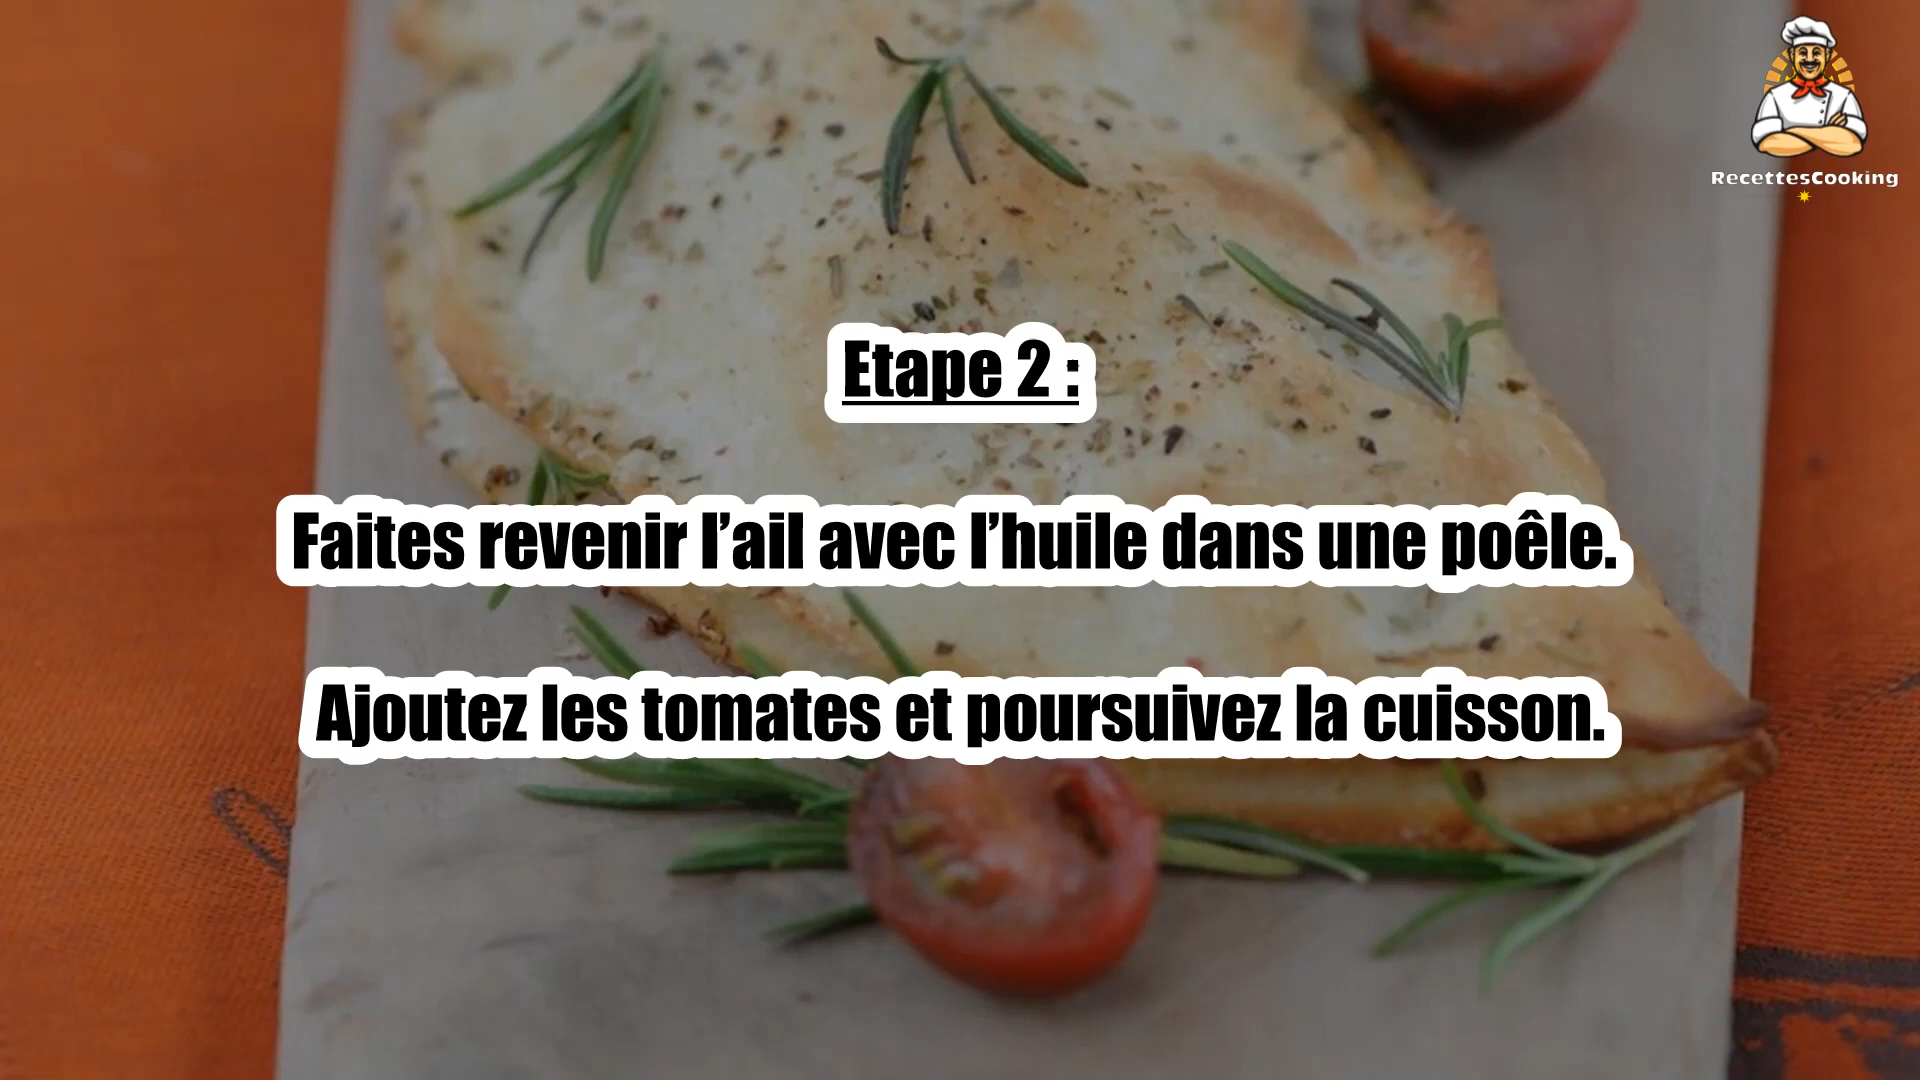 RecettesCooking
Etape 2 :
Faites revenir l’ail avec l’huile dans une poêle.
Ajoutez les tomates et poursuivez la cuisson.